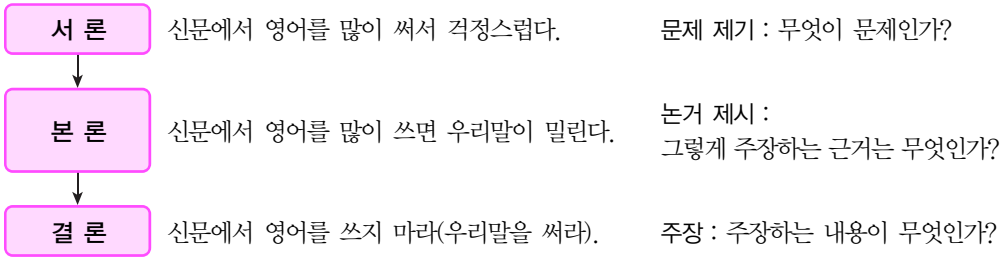 서 론 신문에서 영어를 많이 써서 걱정스럽다. 문제 제기 : 무엇이 문제인가?
본 론 신문에서 영어를 많이 쓰면 우리말이 밀린다. 논거 제시 :
그렇게 주장하는 근거는 무엇인가?
결 론 신문에서 영어를 쓰지 마라(우리말을 써라). 주장 : 주장하는 내용이 무엇인가?